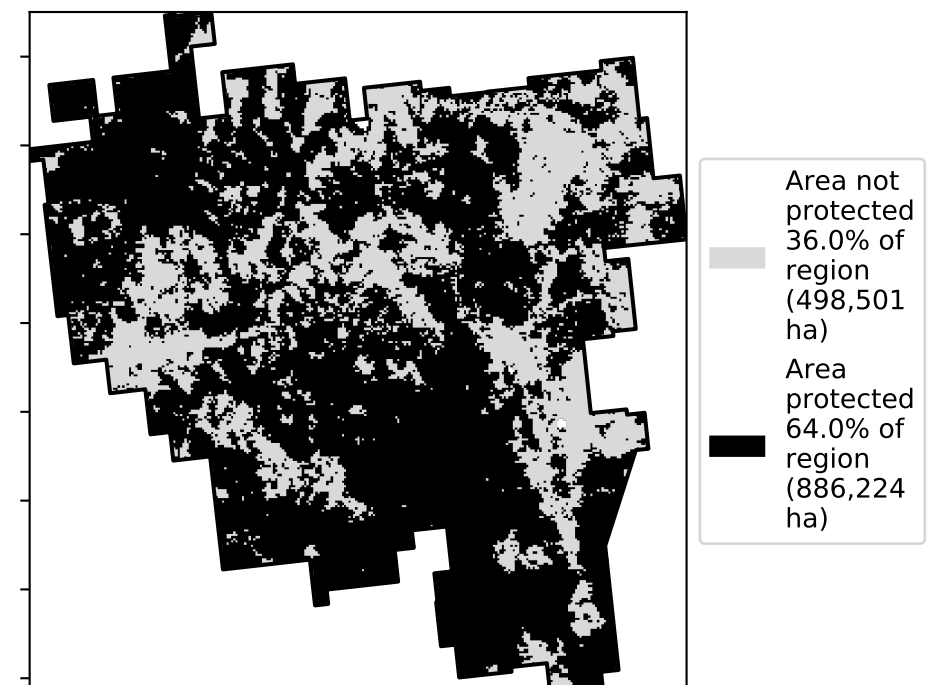 Area not
protected
36.0% of
region
(498,501
ha)
Area
protected
64.0% of
region
(886,224
ha)